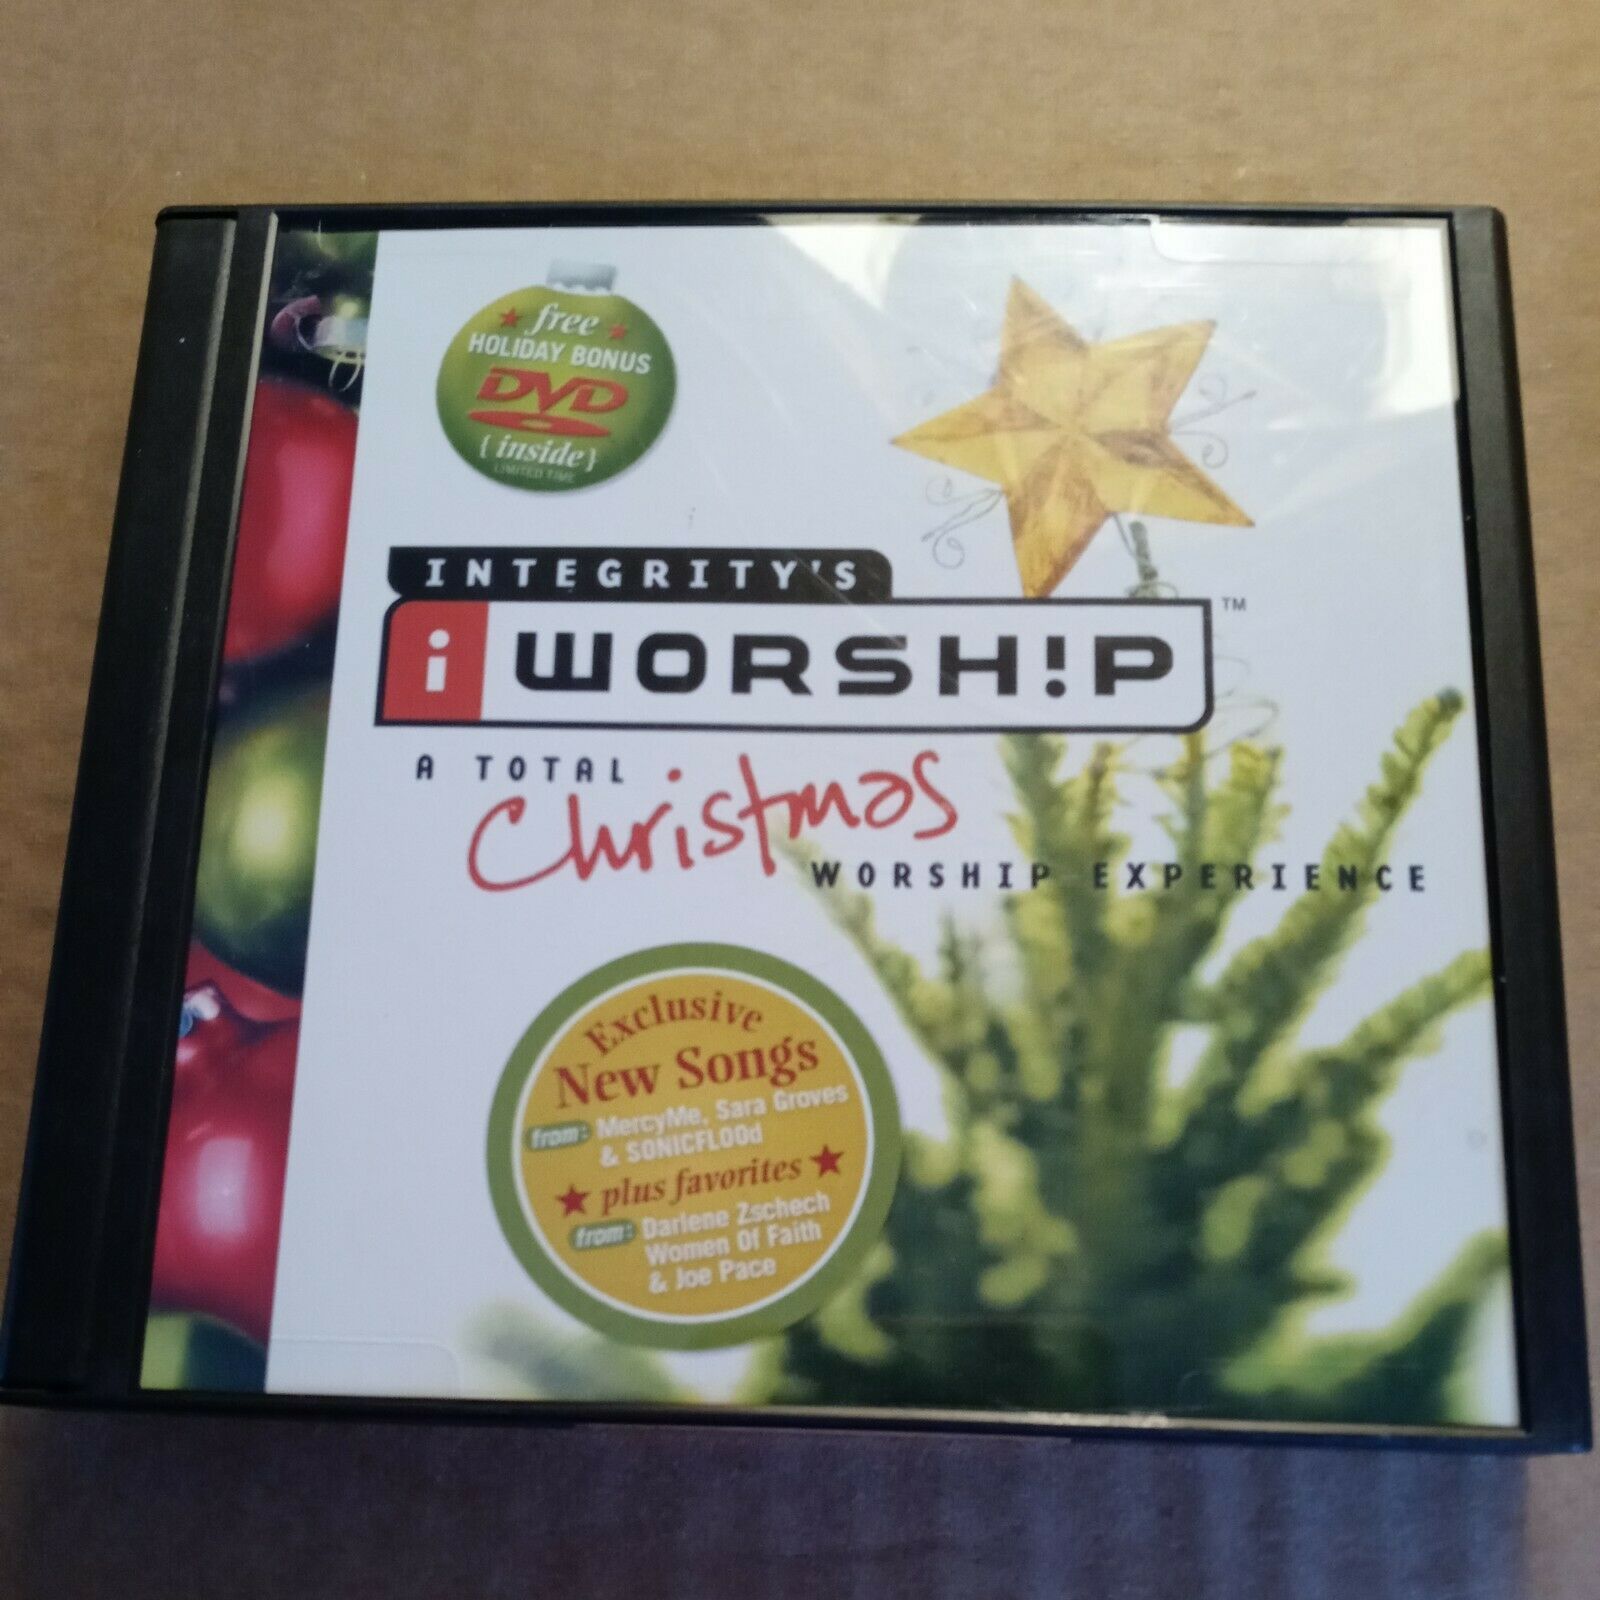 free
HOLIDAY BONUS
DVD
{inside}
LIMITED TIME
INTEGRITY'S
i WORSH!P ™
A TOTAL
Christmas
WORSHIP EXPERIENCE
Exclusive
New Songs
from: MercyMe, Sara Groves
& SONICFLOOd
plus favorites
from: Darlene Zschech
Women Of Faith
& Joe Pace